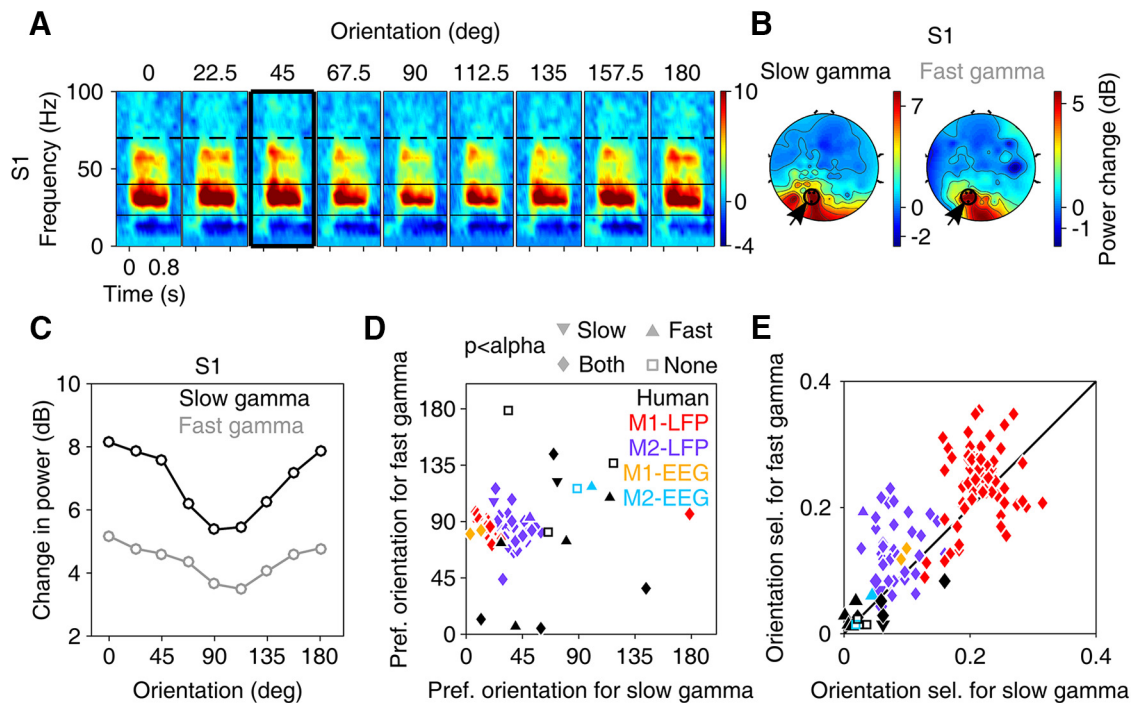 A
Orientation (deg)
0 22.5 45 67.5 90 112.5 135 157.5 180
S1
Frequency (Hz)
100
50
0
10
0
-4
0 0.8
Time (s)
B
S1
Slow gamma
Fast gamma
7
0
-2
5
0
Power change (dB)
C
S1
Slow gamma
Fast gamma
Change in power (dB)
10
8
6
4
2
0 45 90 135 180
Orientation (deg)
D
p<alpha
Slow
Fast
Both
None
Human
M1-LFP
M2-LFP
M1-EEG
M2-EEG
Pref. orientation for fast gamma
180
135
90
45
0
0 45 90 135 180
Pref. orientation for slow gamma
E
Orientation sel. for fast gamma
0.4
0.2
0
0 0.2 0.4
Orientation sel. for slow gamma